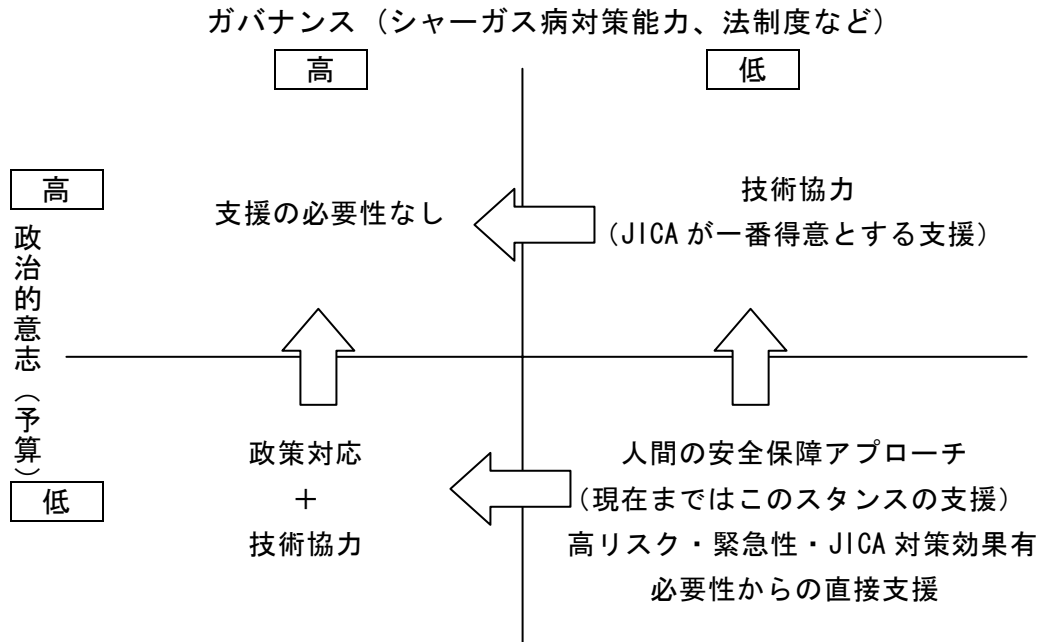 ガバナンス（シャーガス病対策能力、法制度など）
高
低
高
政治的意志（予算）
低
支援の必要性なし
技術協力
（JICAが一番得意とする支援）
政策対応
＋
技術協力
人間の安全保障アプローチ
（現在まではこのスタンスの支援）
高リスク・緊急性・JICA対策効果有
必要性からの直接支援